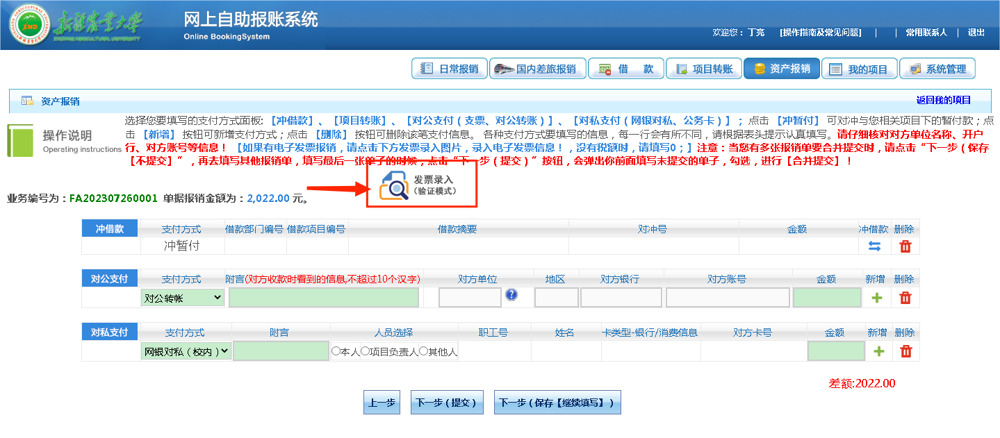 新疆农业大学
XINJIANG AGRICULTURAL UNIVERSITY
网上自助报账系统
Online BookingSystem
欢迎您：丁亮 [操作指南及常见问题] | | 常用联系人 | 退出
日常报销 国内差旅报销 借 款 项目转账 资产报销 我的项目 系统管理
资产报销 返回我的项目
操作说明
Operating instructions
选择您要填写的支付方式面板:【冲借款】、【项目转账】、【对公支付（支票、对公转账）】、【对私支付（网银对私、公务卡）】；点击 【冲暂付】 可对冲与您相关项目下的暂付款；点
击 【新增】 按钮可新增支付方式；点击 【删除】 按钮可删除该笔支付信息。 各种支付方式要填写的信息，每一行会有所不同，请根据表头提示认真填写。请仔细核对对方单位名称、开户
行、对方账号等信息！【如果有电子发票报销，请点击下方发票录入图片，录入电子发票信息！，没有税额时，请填写0；】注意：当您有多张报销单要合并提交时，请点击“下一步（保存
【不提交】”，再去填写其他报销单，填写最后一张单子的时候，点击“下一步（提交）”按钮，会弹出你前面填写未提交的单子，勾选，进行【合并提交】！
发票录入
（验证模式）
业务编号为：FA202307260001 单据报销金额为：2,022.00 元。
冲借款 支付方式 借款部门编号 借款项目编号 借款摘要 对冲号 金额 冲借款 删除
冲暂付
对公支付 支付方式 附言(对方收款时看到的信息,不超过10个汉字) 对方单位 地区 对方银行 对方账号 金额 新增 删除
对公转帐
对私支付 支付方式 附言 人员选择 职工号 姓名 卡类型-银行/消费信息 对方卡号 金额 新增 删除
网银对私（校内） 本人 项目负责人 其他人
差额:2022.00
上一步 下一步（提交） 下一步（保存【继续填写】）